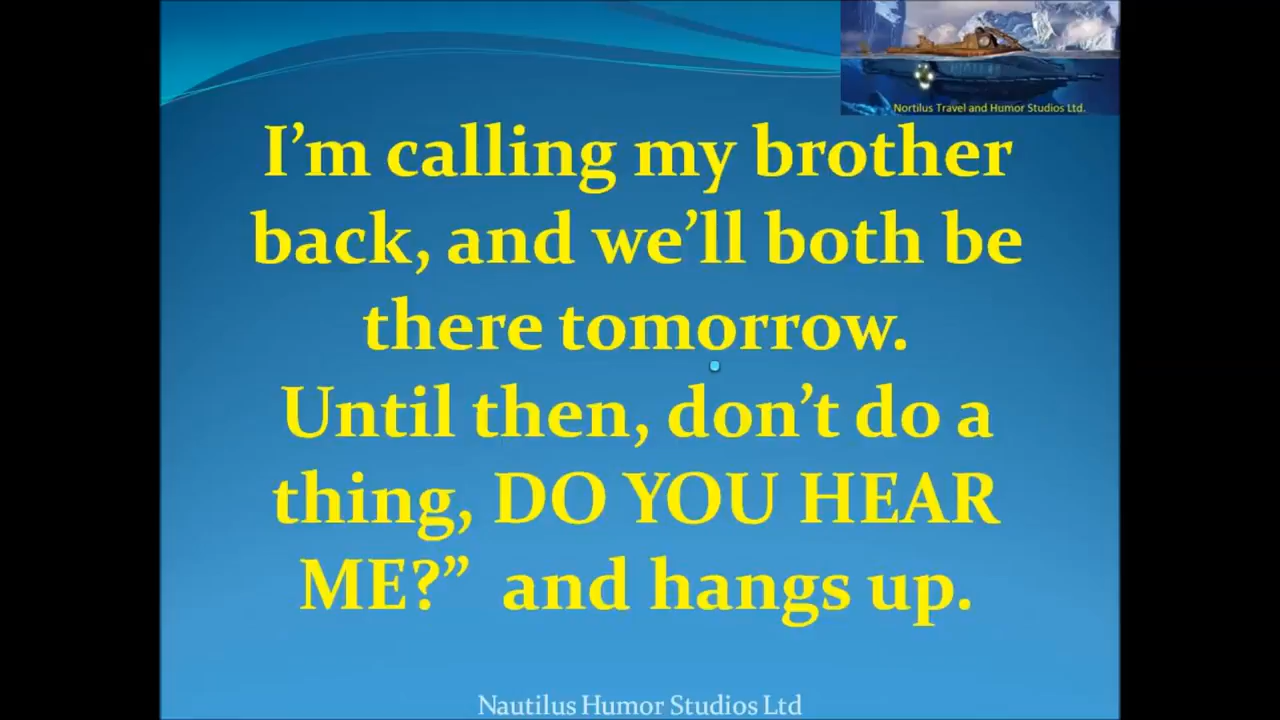 Nortilus Travel and Humor Studios Ltd.
I’m calling my brother
back, and we’ll both be
there tomorrow.
Until then, don’t do a
thing, DO YOU HEAR
ME?”  and hangs up.
Nautilus Humor Studios Ltd